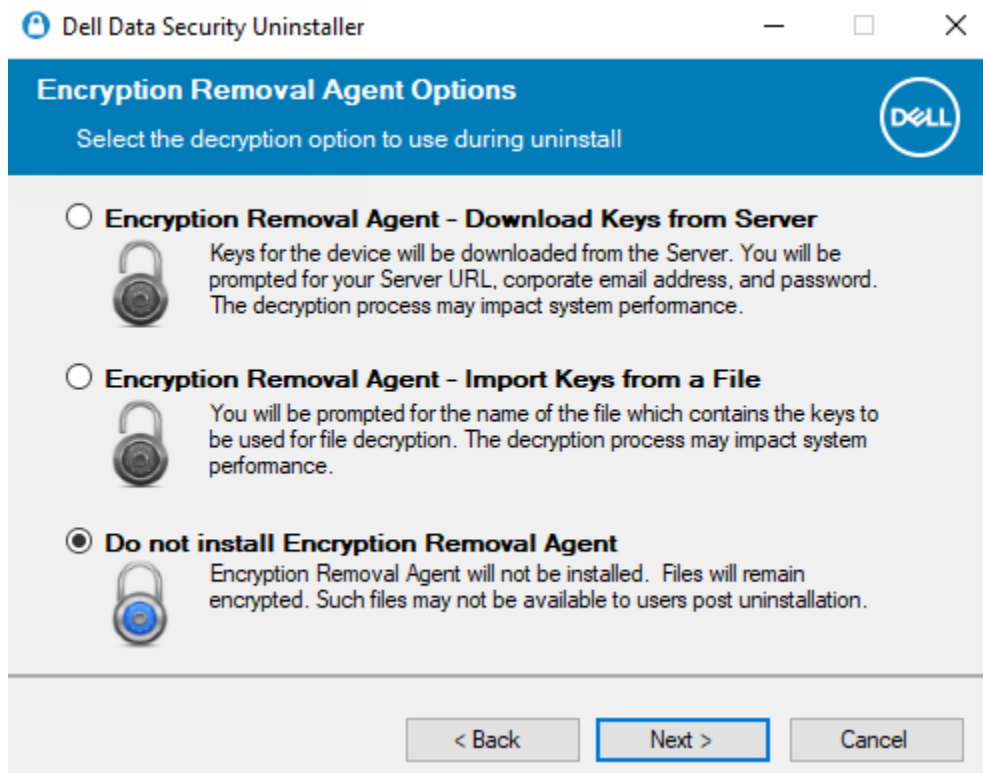 Dell Data Security Uninstaller
Encryption Removal Agent Options
Select the decryption option to use during uninstall
DELL
Encryption Removal Agent - Download Keys from Server
Keys for the device will be downloaded from the Server. You will be
prompted for your Server URL, corporate email address, and password.
The decryption process may impact system performance.
Encryption Removal Agent - Import Keys from a File
You will be prompted for the name of the file which contains the keys to
be used for file decryption. The decryption process may impact system
performance.
Do not install Encryption Removal Agent
Encryption Removal Agent will not be installed.  Files will remain
encrypted. Such files may not be available to users post uninstallation.
< Back
Next >
Cancel